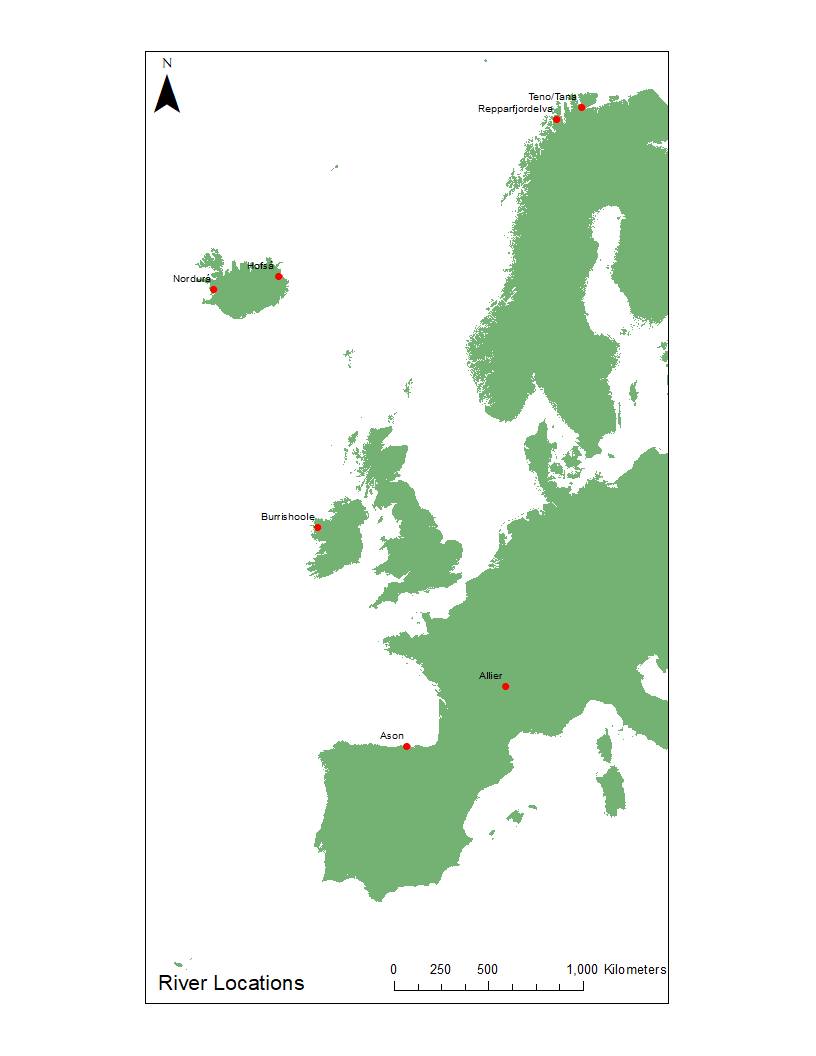 N
Teno/Tana
Repparfjordelva
Hofsá
Nordurá
Burrishoole
Allier
Ason
0 250 500 1,000 Kilometers
River Locations